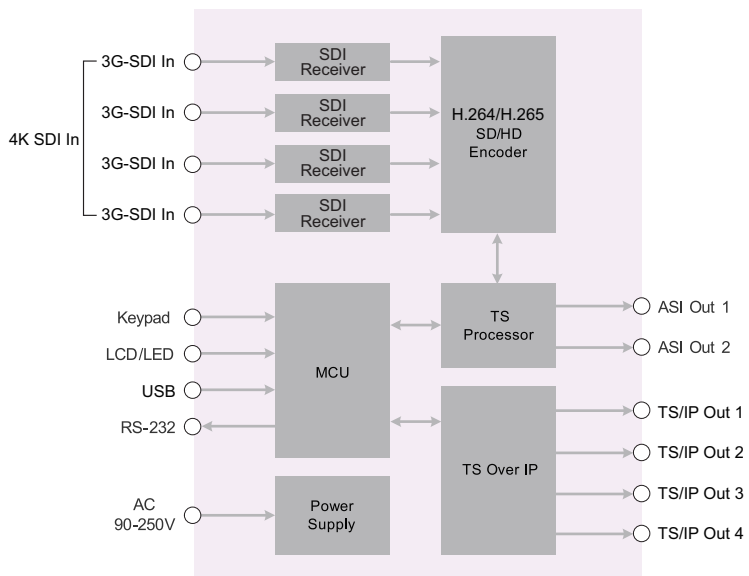 4K SDI In
3G-SDI In
3G-SDI In
3G-SDI In
3G-SDI In
SDI
Receiver
SDI
Receiver
SDI
Receiver
SDI
Receiver
H.264/H.265
SD/HD
Encoder
Keypad
LCD/LED
USB
RS-232
MCU
TS
Processor
ASI Out 1
ASI Out 2
TS Over IP
TS/IP Out 1
TS/IP Out 2
TS/IP Out 3
TS/IP Out 4
AC
90-250V
Power
Supply